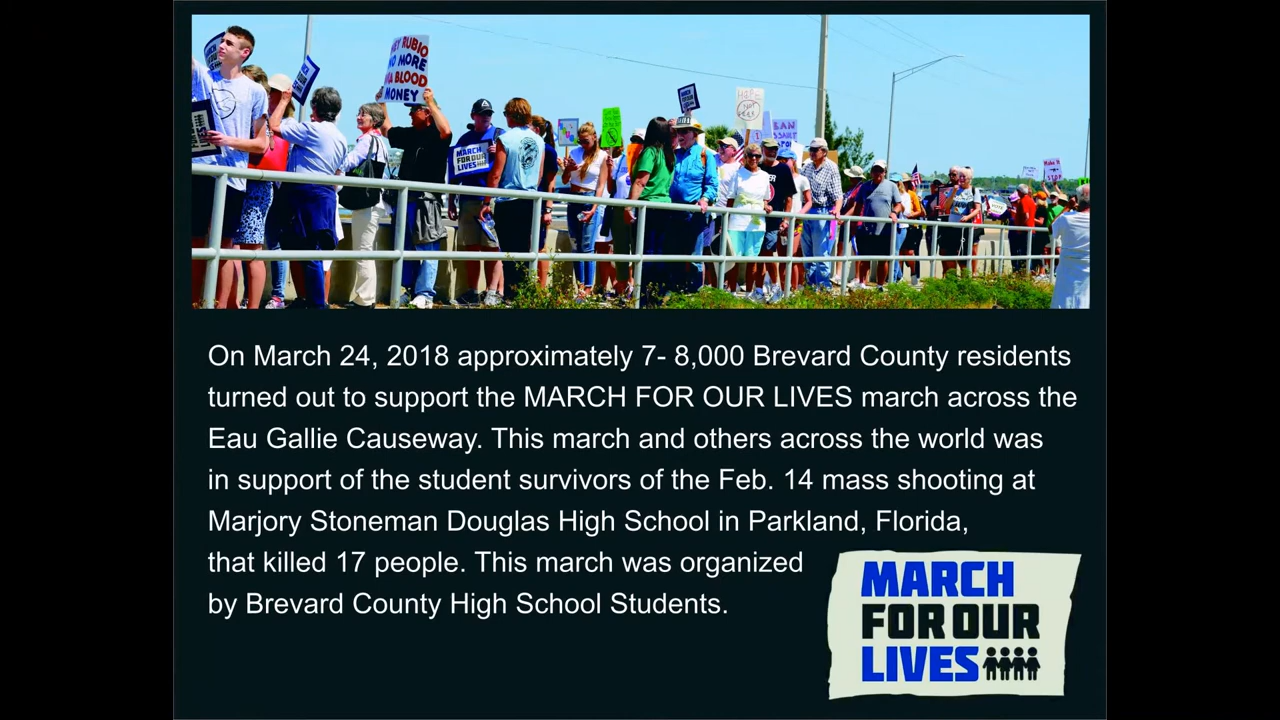 RUBIO
NO MORE
BLOOD
MONEY
MARCH
FOR OUR
LIVES
On March 24, 2018 approximately 7- 8,000 Brevard County residents
turned out to support the MARCH FOR OUR LIVES march across the
Eau Gallie Causeway. This march and others across the world was
in support of the student survivors of the Feb. 14 mass shooting at
Marjory Stoneman Douglas High School in Parkland, Florida,
that killed 17 people. This march was organized
by Brevard County High School Students.
MARCH
FOR OUR
LIVES